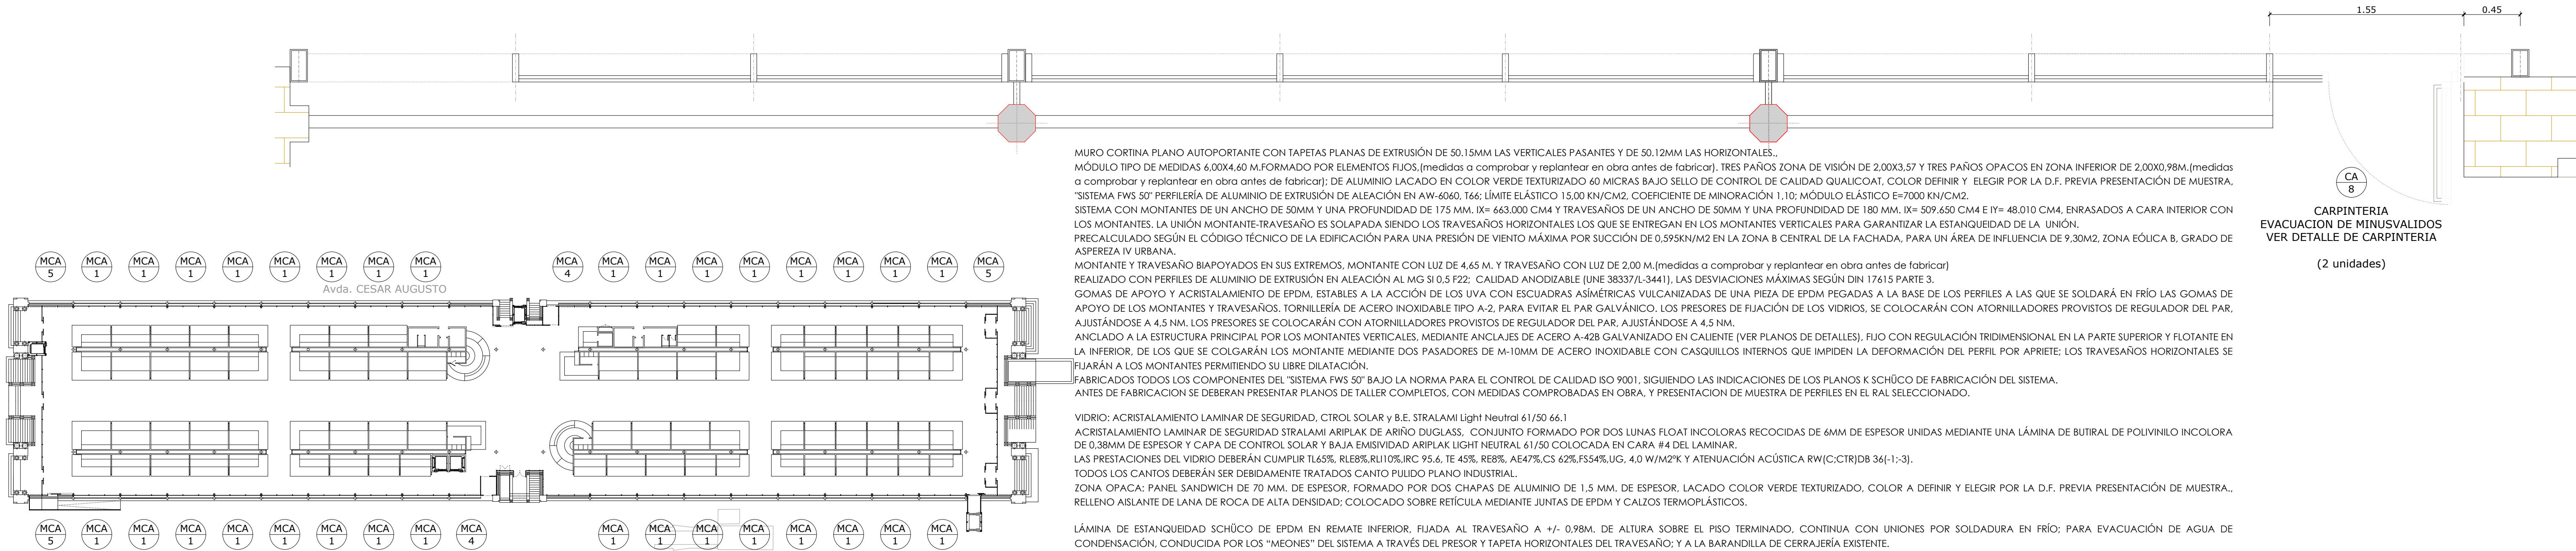 1.55 0.45
MURO CORTINA PLANO AUTOPORTANTE CON TAPETAS PLANAS DE EXTRUSIÓN DE 50.15MM LAS VERTICALES PASANTES Y DE 50.12MM LAS HORIZONTALES.,
MÓDULO TIPO DE MEDIDAS 6,00X4,60 M.FORMADO POR ELEMENTOS FIJOS,(medidas a comprobar y replantear en obra antes de fabricar). TRES PAÑOS ZONA DE VISIÓN DE 2,00X3,57 Y TRES PAÑOS OPACOS EN ZONA INFERIOR DE 2,00X0,98M.(medidas
a comprobar y replantear en obra antes de fabricar); DE ALUMINIO LACADO EN COLOR VERDE TEXTURIZADO 60 MICRAS BAJO SELLO DE CONTROL DE CALIDAD QUALICOAT, COLOR DEFINIR Y ELEGIR POR LA D.F. PREVIA PRESENTACIÓN DE MUESTRA,
"SISTEMA FWS 50" PERFILERÍA DE ALUMINIO DE EXTRUSIÓN DE ALEACIÓN EN AW-6060, T66; LÍMITE ELÁSTICO 15,00 KN/CM2, COEFICIENTE DE MINORACIÓN 1,10; MÓDULO ELÁSTICO E=7000 KN/CM2.
SISTEMA CON MONTANTES DE UN ANCHO DE 50MM Y UNA PROFUNDIDAD DE 175 MM. IX= 663.000 CM4 Y TRAVESAÑOS DE UN ANCHO DE 50MM Y UNA PROFUNDIDAD DE 180 MM. IX= 509.650 CM4 E IY= 48.010 CM4, ENRASADOS A CARA INTERIOR CON
LOS MONTANTES. LA UNIÓN MONTANTE-TRAVESAÑO ES SOLAPADA SIENDO LOS TRAVESAÑOS HORIZONTALES LOS QUE SE ENTREGAN EN LOS MONTANTES VERTICALES PARA GARANTIZAR LA ESTANQUEIDAD DE LA UNIÓN.
PRECALCULADO SEGÚN EL CÓDIGO TÉCNICO DE LA EDIFICACIÓN PARA UNA PRESIÓN DE VIENTO MÁXIMA POR SUCCIÓN DE 0,595KN/M2 EN LA ZONA B CENTRAL DE LA FACHADA, PARA UN ÁREA DE INFLUENCIA DE 9,30M2, ZONA EÓLICA B, GRADO DE
ASPEREZA IV URBANA.
MONTANTE Y TRAVESAÑO BIAPOYADOS EN SUS EXTREMOS, MONTANTE CON LUZ DE 4,65 M. Y TRAVESAÑO CON LUZ DE 2,00 M.(medidas a comprobar y replantear en obra antes de fabricar)
REALIZADO CON PERFILES DE ALUMINIO DE EXTRUSIÓN EN ALEACIÓN AL MG SI 0,5 F22; CALIDAD ANODIZABLE (UNE 38337/L-3441), LAS DESVIACIONES MÁXIMAS SEGÚN DIN 17615 PARTE 3.
GOMAS DE APOYO Y ACRISTALAMIENTO DE EPDM, ESTABLES A LA ACCIÓN DE LOS UVA CON ESCUADRAS ASÍMÉTRICAS VULCANIZADAS DE UNA PIEZA DE EPDM PEGADAS A LA BASE DE LOS PERFILES A LAS QUE SE SOLDARÁ EN FRÍO LAS GOMAS DE
APOYO DE LOS MONTANTES Y TRAVESAÑOS. TORNILLERÍA DE ACERO INOXIDABLE TIPO A-2, PARA EVITAR EL PAR GALVÁNICO. LOS PRESORES DE FIJACIÓN DE LOS VIDRIOS, SE COLOCARÁN CON ATORNILLADORES PROVISTOS DE REGULADOR DEL PAR,
AJUSTÁNDOSE A 4,5 NM. LOS PRESORES SE COLOCARÁN CON ATORNILLADORES PROVISTOS DE REGULADOR DEL PAR, AJUSTÁNDOSE A 4,5 NM.
ANCLADO A LA ESTRUCTURA PRINCIPAL POR LOS MONTANTES VERTICALES, MEDIANTE ANCLAJES DE ACERO A-42B GALVANIZADO EN CALIENTE (VER PLANOS DE DETALLES), FIJO CON REGULACIÓN TRIDIMENSIONAL EN LA PARTE SUPERIOR Y FLOTANTE EN
LA INFERIOR, DE LOS QUE SE COLGARÁN LOS MONTANTE MEDIANTE DOS PASADORES DE M-10MM DE ACERO INOXIDABLE CON CASQUILLOS INTERNOS QUE IMPIDEN LA DEFORMACIÓN DEL PERFIL POR APRIETE; LOS TRAVESAÑOS HORIZONTALES SE
FIJARÁN A LOS MONTANTES PERMITIENDO SU LIBRE DILATACIÓN.
FABRICADOS TODOS LOS COMPONENTES DEL "SISTEMA FWS 50" BAJO LA NORMA PARA EL CONTROL DE CALIDAD ISO 9001, SIGUIENDO LAS INDICACIONES DE LOS PLANOS K SCHÜCO DE FABRICACIÓN DEL SISTEMA.
ANTES DE FABRICACION SE DEBERAN PRESENTAR PLANOS DE TALLER COMPLETOS, CON MEDIDAS COMPROBADAS EN OBRA, Y PRESENTACION DE MUESTRA DE PERFILES EN EL RAL SELECCIONADO.
VIDRIO: ACRISTALAMIENTO LAMINAR DE SEGURIDAD, CTROL SOLAR y B.E. STRALAMI Light Neutral 61/50 66.1
ACRISTALAMIENTO LAMINAR DE SEGURIDAD STRALAMI ARIPLAK DE ARIÑO DUGLASS, CONJUNTO FORMADO POR DOS LUNAS FLOAT INCOLORAS RECOCIDAS DE 6MM DE ESPESOR UNIDAS MEDIANTE UNA LÁMINA DE BUTIRAL DE POLIVINILO INCOLORA
DE 0,38MM DE ESPESOR Y CAPA DE CONTROL SOLAR Y BAJA EMISIVIDAD ARIPLAK LIGHT NEUTRAL 61/50 COLOCADA EN CARA #4 DEL LAMINAR.
LAS PRESTACIONES DEL VIDRIO DEBERÁN CUMPLIR TL65%, RLE8%,RLI10%,IRC 95.6, TE 45%, RE8%, AE47%,CS 62%,FS54%,UG, 4,0 W/M2ºK Y ATENUACIÓN ACÚSTICA RW(C;CTR)DB 36(-1;-3).
TODOS LOS CANTOS DEBERÁN SER DEBIDAMENTE TRATADOS CANTO PULIDO PLANO INDUSTRIAL.
ZONA OPACA: PANEL SANDWICH DE 70 MM. DE ESPESOR, FORMADO POR DOS CHAPAS DE ALUMINIO DE 1,5 MM. DE ESPESOR, LACADO COLOR VERDE TEXTURIZADO, COLOR A DEFINIR Y ELEGIR POR LA D.F. PREVIA PRESENTACIÓN DE MUESTRA.,
RELLENO AISLANTE DE LANA DE ROCA DE ALTA DENSIDAD; COLOCADO SOBRE RETÍCULA MEDIANTE JUNTAS DE EPDM Y CALZOS TERMOPLÁSTICOS.
LÁMINA DE ESTANQUEIDAD SCHÜCO DE EPDM EN REMATE INFERIOR, FIJADA AL TRAVESAÑO A +/- 0,98M. DE ALTURA SOBRE EL PISO TERMINADO, CONTINUA CON UNIONES POR SOLDADURA EN FRÍO; PARA EVACUACIÓN DE AGUA DE
CONDENSACIÓN, CONDUCIDA POR LOS “MEONES” DEL SISTEMA A TRAVÉS DEL PRESOR Y TAPETA HORIZONTALES DEL TRAVESAÑO; Y A LA BARANDILLA DE CERRAJERÍA EXISTENTE.
CA
8
CARPINTERIA
EVACUACION DE MINUSVALIDOS
VER DETALLE DE CARPINTERIA
(2 unidades)
MCA MCA MCA MCA MCA MCA MCA MCA MCA MCA MCA MCA MCA MCA MCA MCA MCA MCA MCA
5 1 1 1 1 1 1 1 1 4 1 1 1 1 1 1 1 1 5
Avda. CESAR AUGUSTO
MCA MCA MCA MCA MCA MCA MCA MCA MCA MCA MCA MCA MCA MCA MCA MCA MCA MCA
5 1 1 1 1 1 1 1 1 4 1 1 1 1 1 1 1 1